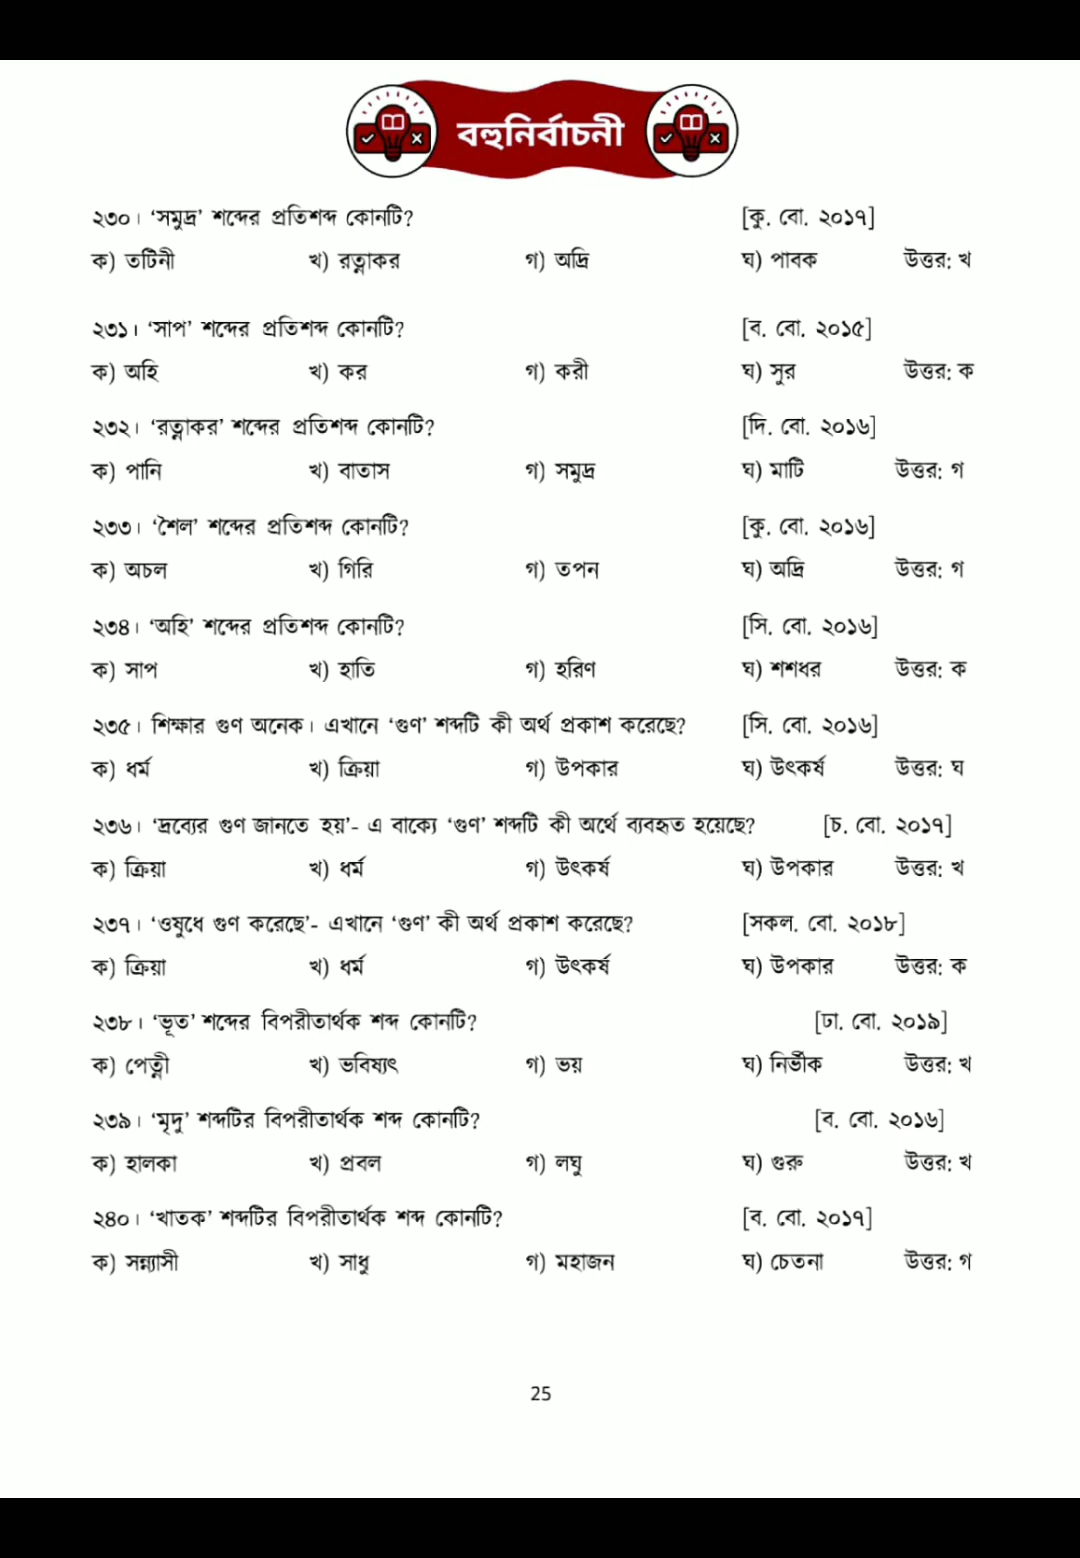 বহুনির্বাচনী
২৩০। ‘সমুদ্র’ শব্দের প্রতিশব্দ কোনটি? [কু. বো. ২০১৭]
ক) তটিনী খ) রত্নাকর গ) অদ্রি ঘ) পাবক উত্তর: খ
২৩১। ‘সাপ’ শব্দের প্রতিশব্দ কোনটি? [ব. বো. ২০১৫]
ক) অহি খ) কর গ) করী ঘ) সুর উত্তর: ক
২৩২। ‘রত্নাকর’ শব্দের প্রতিশব্দ কোনটি? [দি. বো. ২০১৬]
ক) পানি খ) বাতাস গ) সমুদ্র ঘ) মাটি উত্তর: গ
২৩৩। ‘শৈল’ শব্দের প্রতিশব্দ কোনটি? [কু. বো. ২০১৬]
ক) অচল খ) গিরি গ) তপন ঘ) অদ্রি উত্তর: গ
২৩৪। ‘অহি’ শব্দের প্রতিশব্দ কোনটি? [সি. বো. ২০১৬]
ক) সাপ খ) হাতি গ) হরিণ ঘ) শশধর উত্তর: ক
২৩৫। শিক্ষার গুণ অনেক। এখানে ‘গুণ’ শব্দটি কী অর্থ প্রকাশ করেছে? [সি. বো. ২০১৬]
ক) ধর্ম খ) ক্রিয়া গ) উপকার ঘ) উৎকর্ষ উত্তর: ঘ
২৩৬। ‘দ্রব্যের গুণ জানতে হয়’- এ বাক্যে ‘গুণ’ শব্দটি কী অর্থে ব্যবহৃত হয়েছে? [চ. বো. ২০১৭]
ক) ক্রিয়া খ) ধর্ম গ) উৎকর্ষ ঘ) উপকার উত্তর: খ
২৩৭। ‘ওষুধে গুণ করেছে’- এখানে ‘গুণ’ কী অর্থ প্রকাশ করেছে? [সকল. বো. ২০১৮]
ক) ক্রিয়া খ) ধর্ম গ) উৎকর্ষ ঘ) উপকার উত্তর: ক
২৩৮। ‘ভূত’ শব্দের বিপরীতার্থক শব্দ কোনটি? [ঢা. বো. ২০১৯]
ক) পেত্নী খ) ভবিষ্যৎ গ) ভয় ঘ) নির্ভীক উত্তর: খ
২৩৯। ‘মৃদু’ শব্দটির বিপরীতার্থক শব্দ কোনটি? [ব. বো. ২০১৬]
ক) হালকা খ) প্রবল গ) লঘু ঘ) গুরু উত্তর: খ
২৪০। ‘খাতক’ শব্দটির বিপরীতার্থক শব্দ কোনটি? [ব. বো. ২০১৭]
ক) সন্ন্যাসী খ) সাধু গ) মহাজন ঘ) চেতনা উত্তর: গ
25